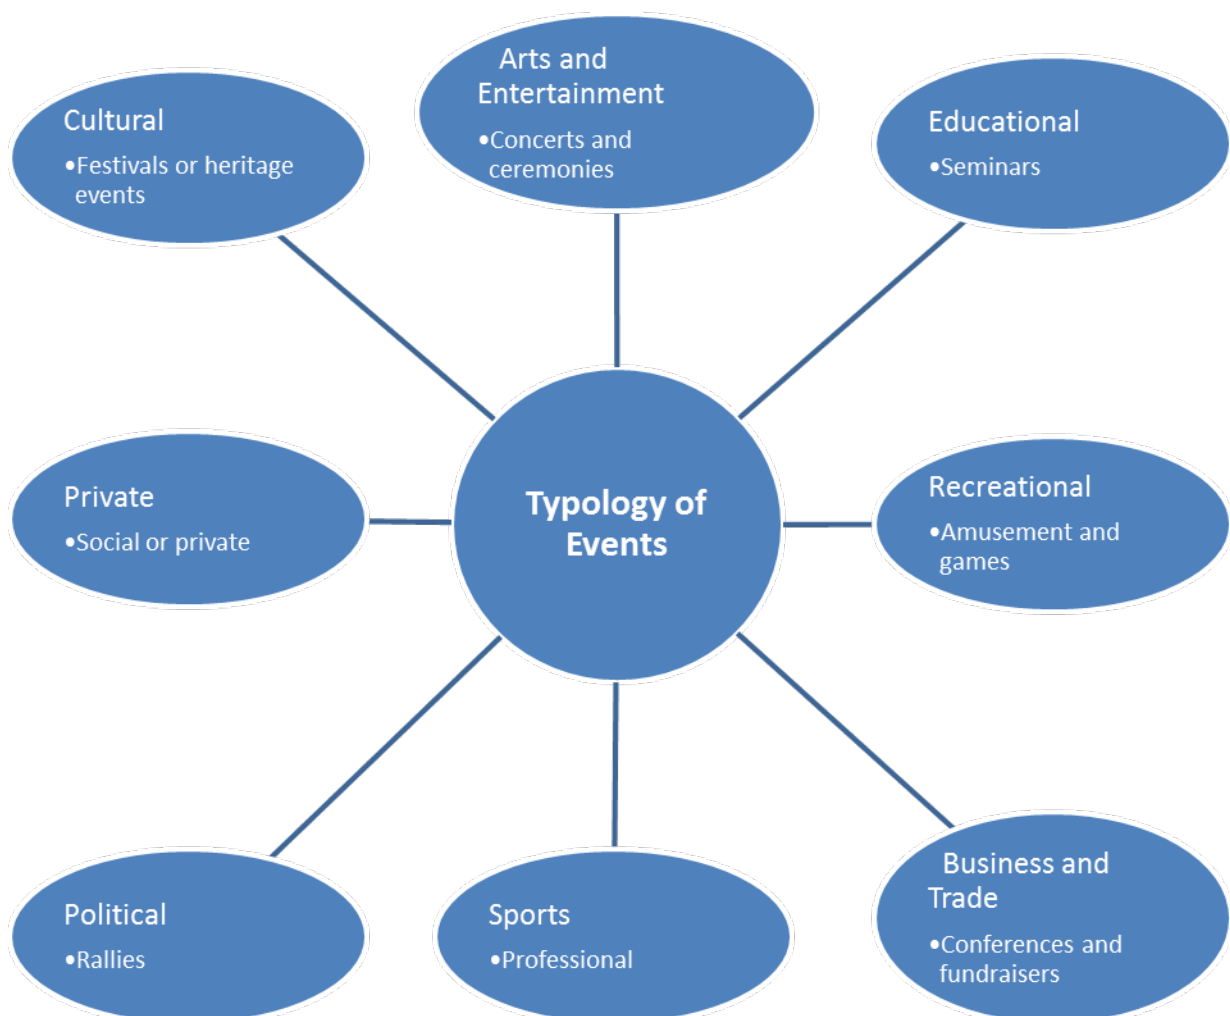 Arts and
Entertainment
•Concerts and
ceremonies
Cultural
•Festivals or heritage
events
Educational
•Seminars
Private
•Social or private
Typology of
Events
Recreational
•Amusement and
games
Political
•Rallies
Sports
•Professional
Business and
Trade
•Conferences and
fundraisers